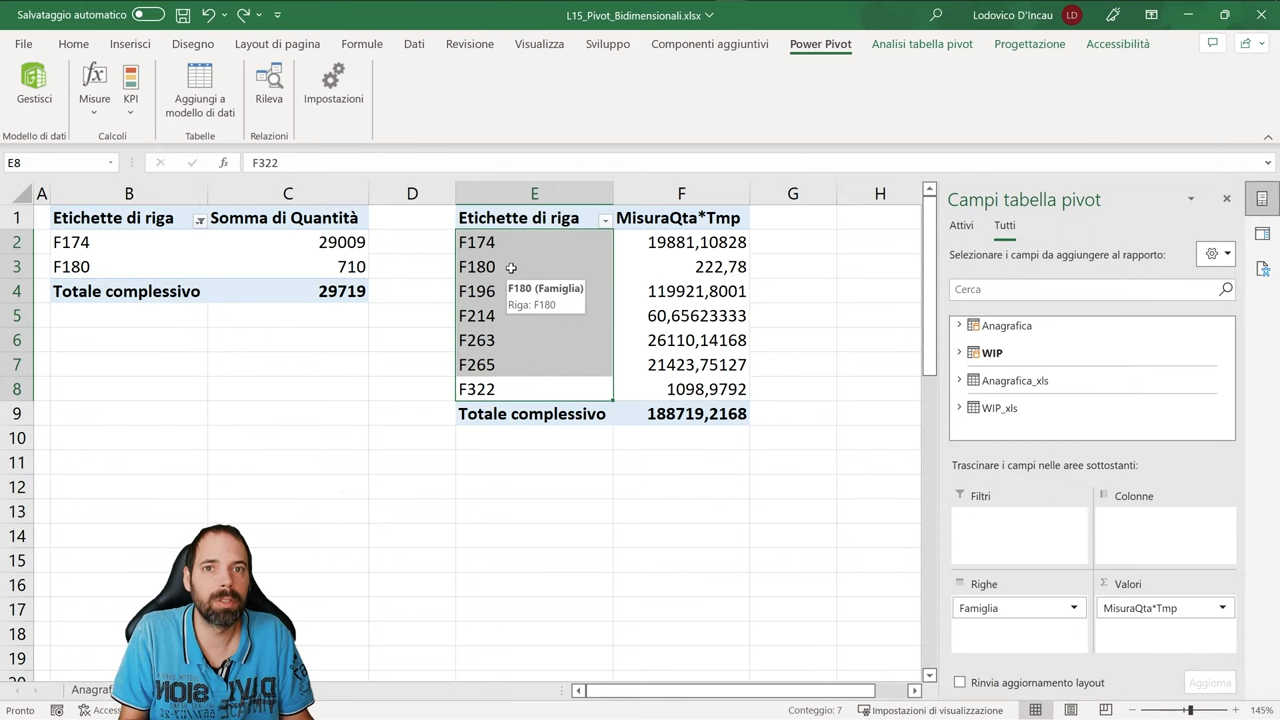 Salvataggio automatico
L15_Pivot_Bidimensionali.xlsx
Lodovico D'Incau
LD
File
Home
Inserisci
Disegno
Layout di pagina
Formule
Dati
Revisione
Visualizza
Sviluppo
Componenti aggiuntivi
Power Pivot
Analisi tabella pivot
Progettazione
Accessibilità
Gestisci
Misure
KPI
Aggiungi a
modello di dati
Rileva
Impostazioni
Modello di dati
Calcoli
Tabelle
Relazioni
E8
fx
F322
A B C D E F G H
1 Etichette di riga Somma di Quantità Etichette di riga MisuraQta*Tmp
2 F174 29009 F174 19881,10828
3 F180 710 F180 222,78
4 Totale complessivo 29719 F196 119921,8001
F180 (Famiglia)
Riga: F180
5 F214 60,65623333
6 F263 26110,14168
7 F265 21423,75127
8 F322 1098,9792
9 Totale complessivo 188719,2168
10
11
12
13
14
15
16
17
18
19
Campi tabella pivot
Attivi
Tutti
Selezionare i campi da aggiungere al rapporto:
Cerca
Anagrafica
WIP
Anagrafica_xls
WIP_xls
Trascinare i campi nelle aree sottostanti:
Filtri
Colonne
Righe
Σ Valori
Famiglia
MisuraQta*Tmp
Rinvia aggiornamento layout
Aggiorna
Pronto
Conteggio: 7
Impostazioni di visualizzazione
145%